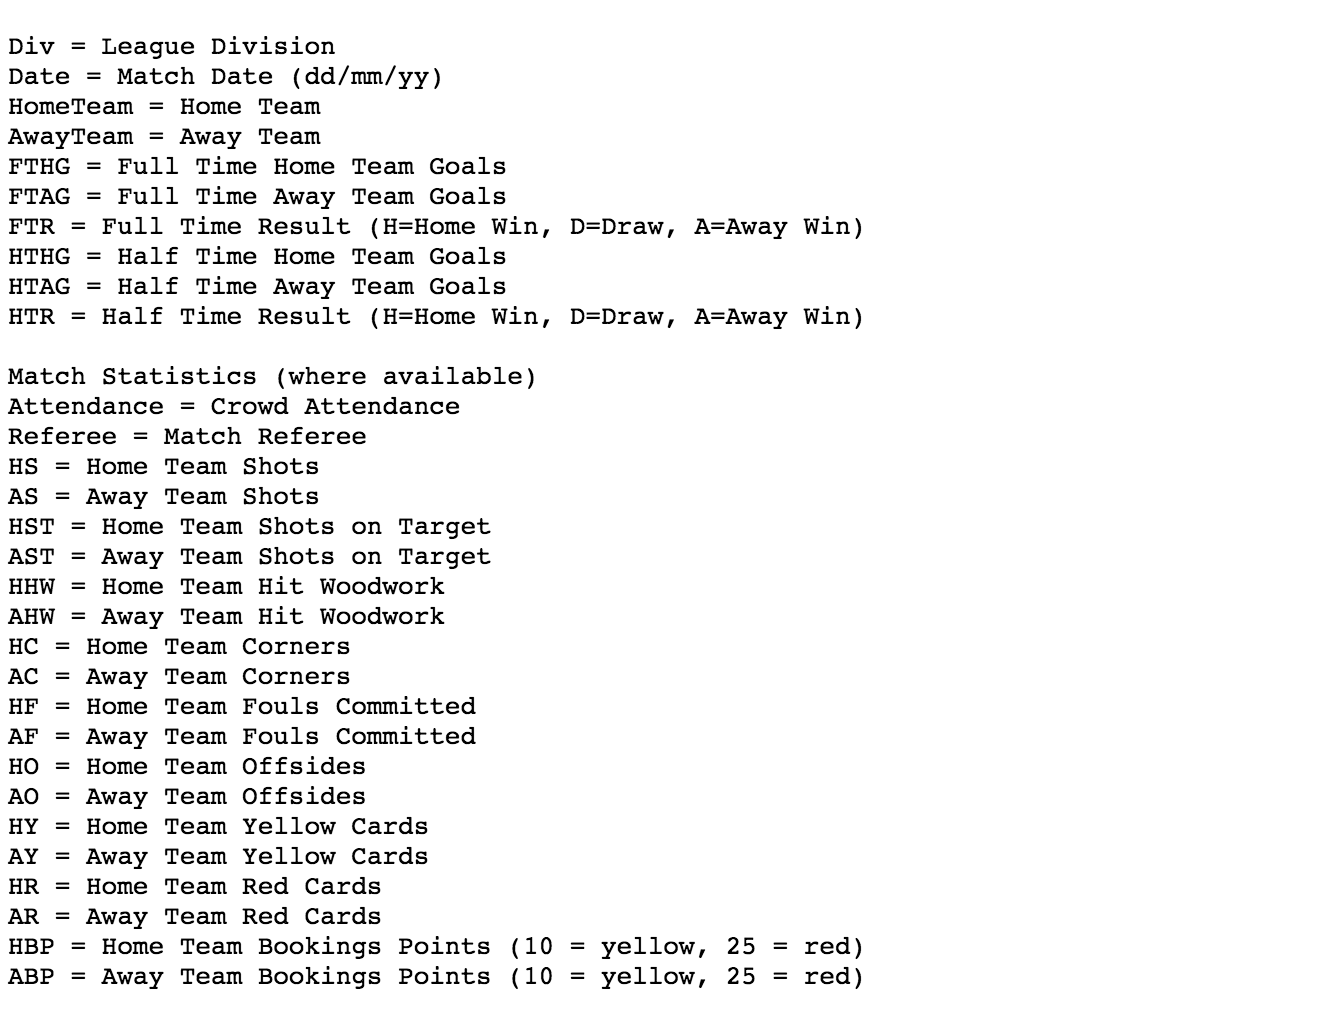 Div = League Division
Date = Match Date (dd/mm/yy)
HomeTeam = Home Team
AwayTeam = Away Team
FTHG = Full Time Home Team Goals
FTAG = Full Time Away Team Goals
FTR = Full Time Result (H=Home Win, D=Draw, A=Away Win)
HTHG = Half Time Home Team Goals
HTAG = Half Time Away Team Goals
HTR = Half Time Result (H=Home Win, D=Draw, A=Away Win)

Match Statistics (where available)
Attendance = Crowd Attendance
Referee = Match Referee
HS = Home Team Shots
AS = Away Team Shots
HST = Home Team Shots on Target
AST = Away Team Shots on Target
HHW = Home Team Hit Woodwork
AHW = Away Team Hit Woodwork
HC = Home Team Corners
AC = Away Team Corners
HF = Home Team Fouls Committed
AF = Away Team Fouls Committed
HO = Home Team Offsides
AO = Away Team Offsides
HY = Home Team Yellow Cards
AY = Away Team Yellow Cards
HR = Home Team Red Cards
AR = Away Team Red Cards
HBP = Home Team Bookings Points (10 = yellow, 25 = red)
ABP = Away Team Bookings Points (10 = yellow, 25 = red)